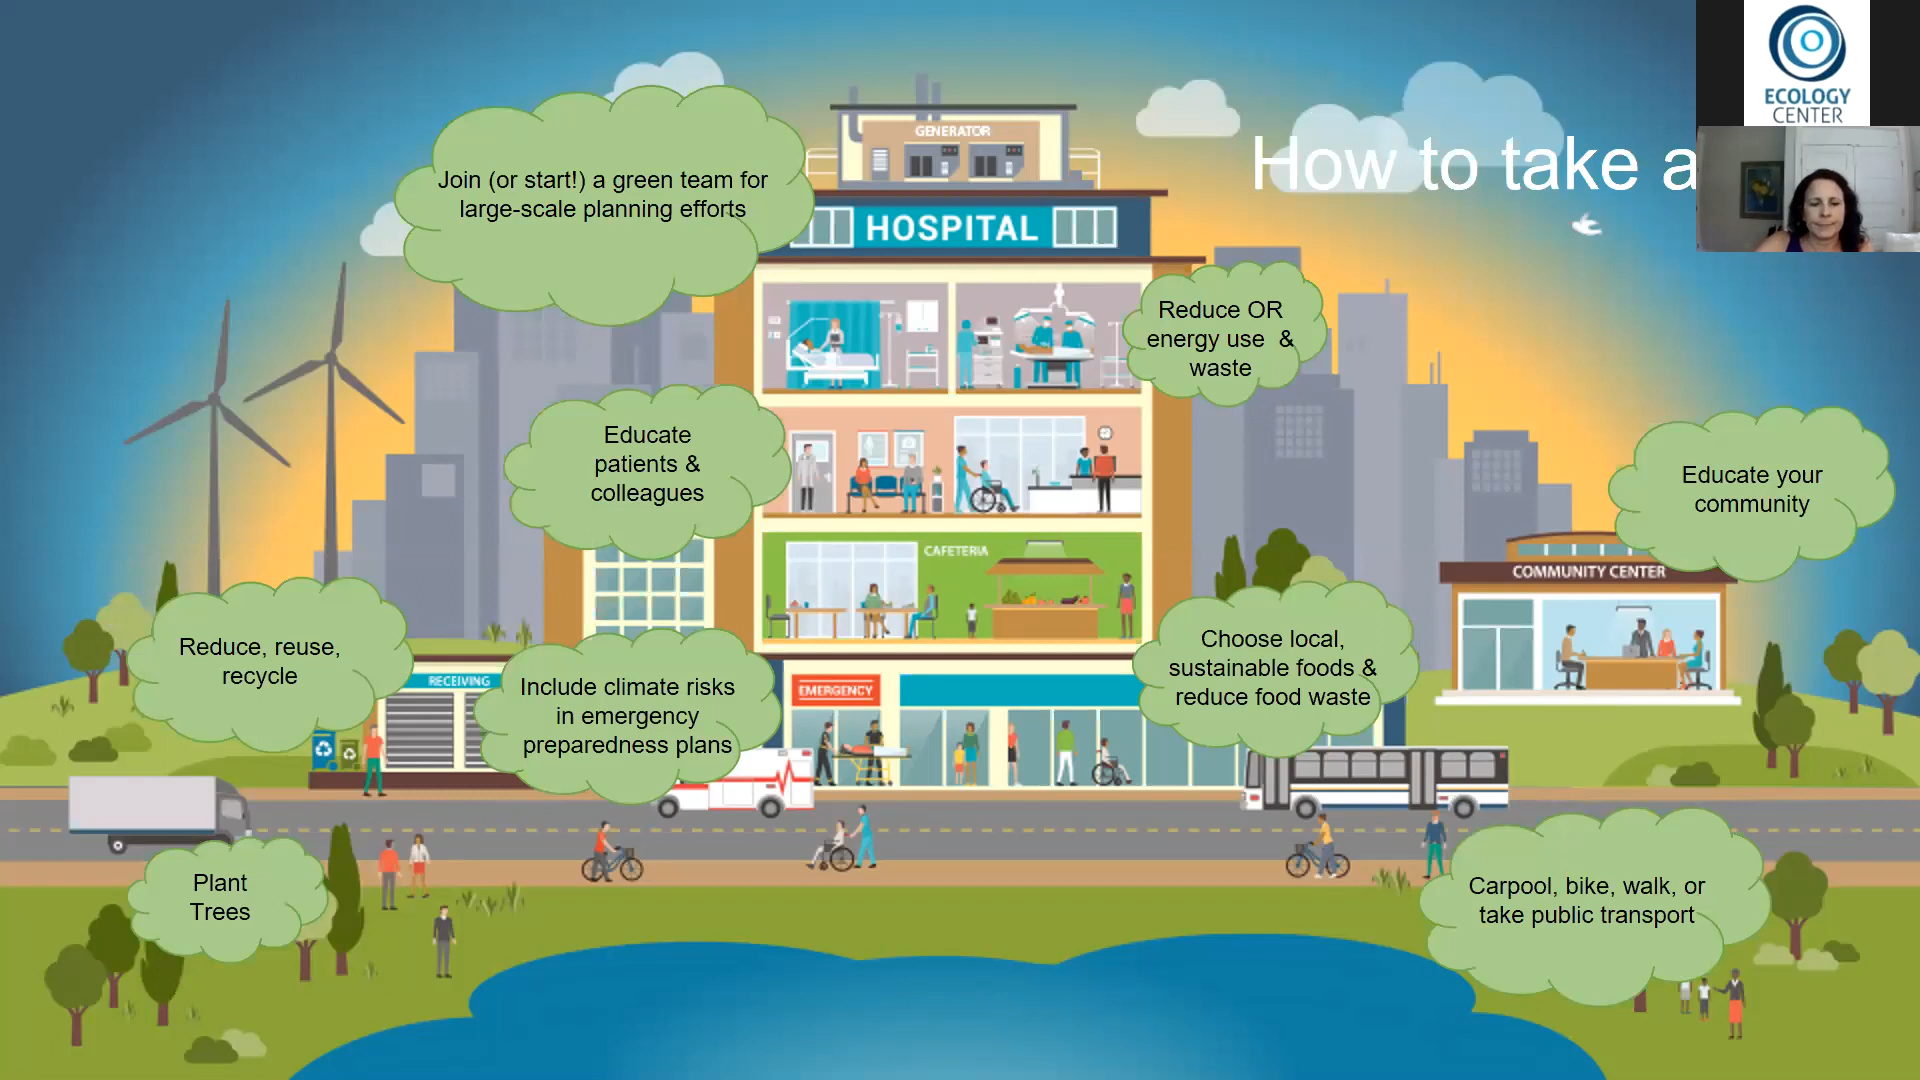 ECOLOGY
CENTER
How to take a
GENERATOR
HOSPITAL
Join (or start!) a green team for
large-scale planning efforts
Reduce OR
energy use &
waste
Educate
patients &
colleagues
Educate your
community
CAFETERIA
COMMUNITY CENTER
Reduce, reuse,
recycle
RECEIVING
Include climate risks
in emergency
preparedness plans
EMERGENCY
Choose local,
sustainable foods &
reduce food waste
Plant
Trees
Carpool, bike, walk, or
take public transport